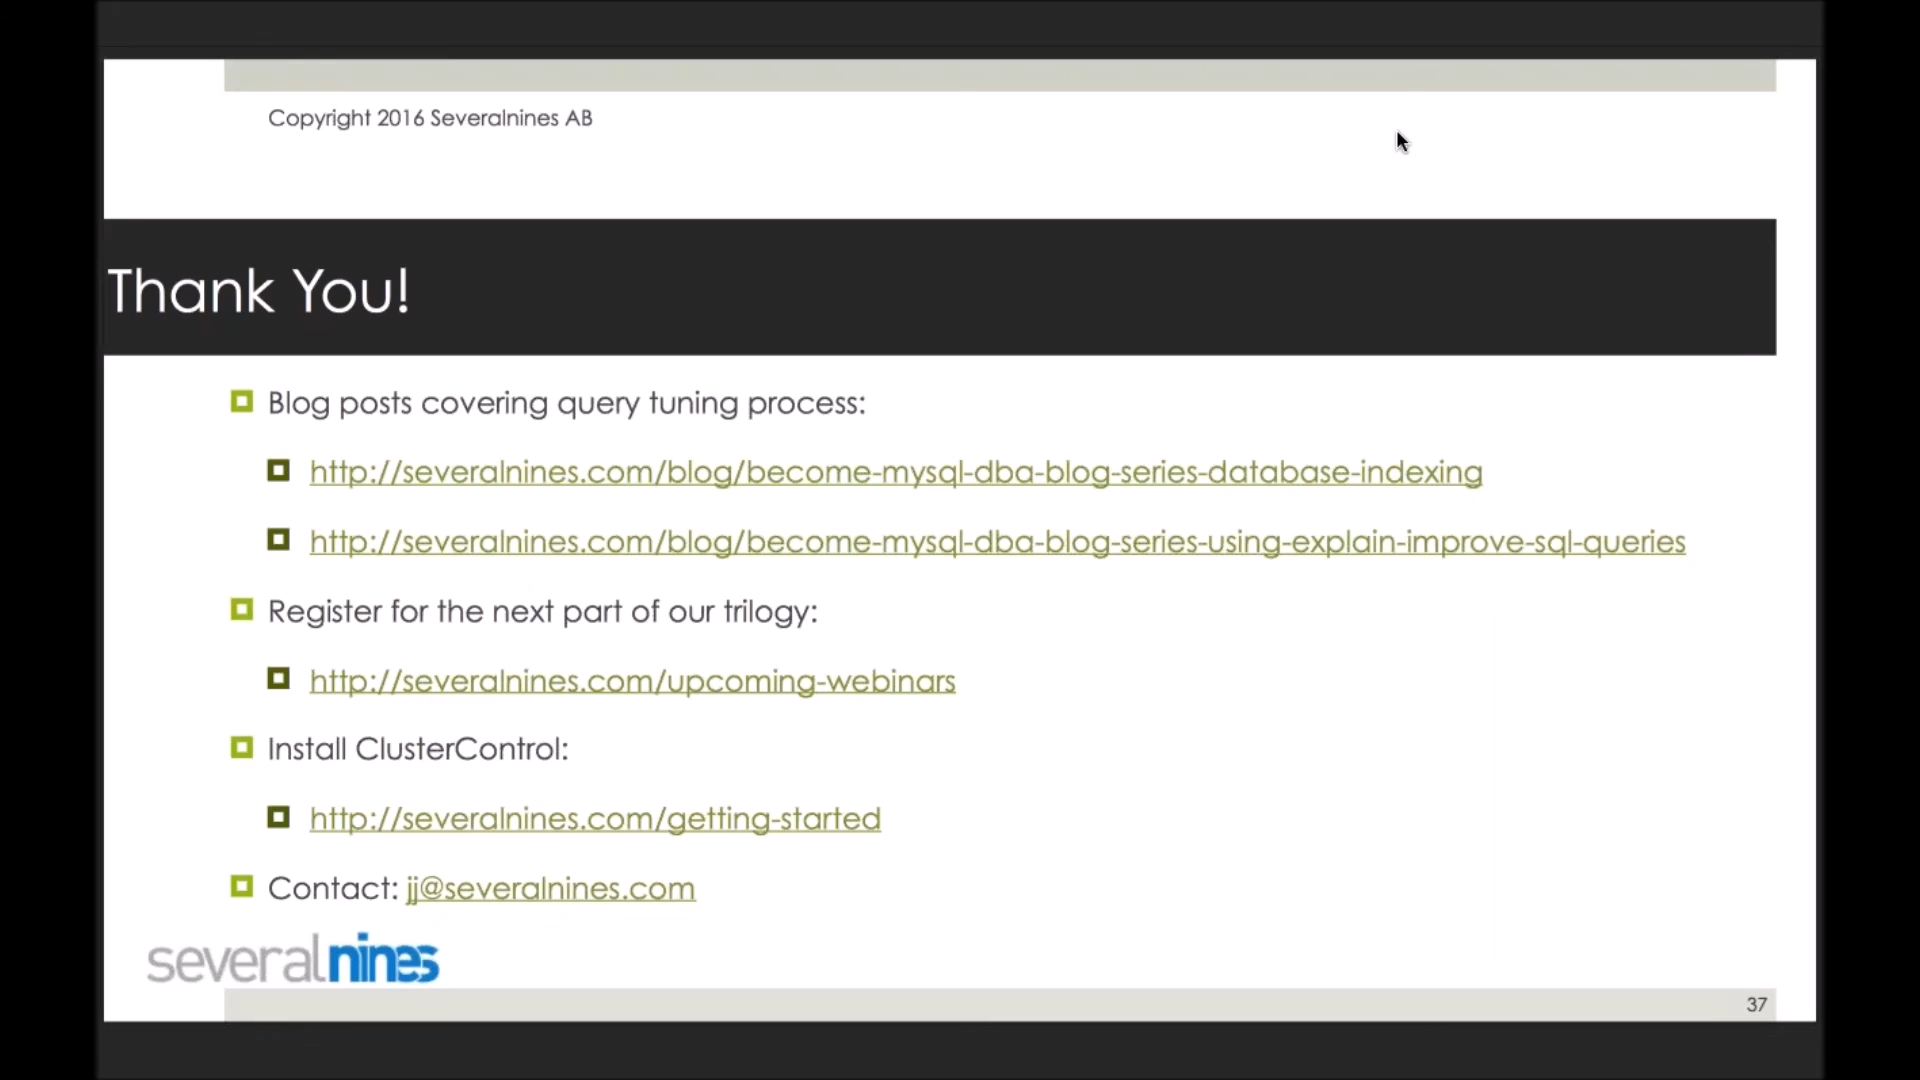 Copyright 2016 Severalnines AB
Thank You!
Blog posts covering query tuning process:
http://severalnines.com/blog/become-mysql-dba-blog-series-database-indexing
http://severalnines.com/blog/become-mysql-dba-blog-series-using-explain-improve-sql-queries
Register for the next part of our trilogy:
http://severalnines.com/upcoming-webinars
Install ClusterControl:
http://severalnines.com/getting-started
Contact: jj@severalnines.com
severalnines
37